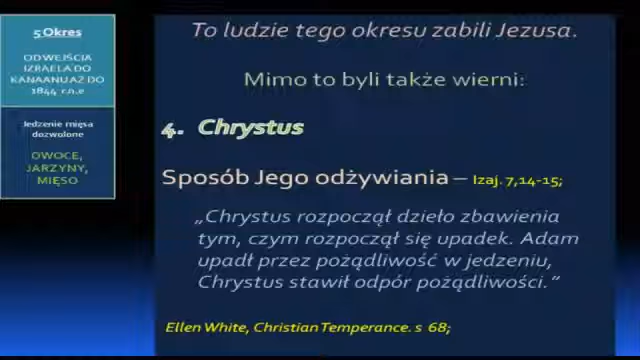 5 Okres
OD WEJŚCIA
IZRAELA DO
KANAANU AŻ DO
1844 r.n.e
Jedzenie mięsa
dozwolone
OWOCE,
JARZYNY,
MIĘSO
To ludzie tego okresu zabili Jezusa.
Mimo to byli także wierni:
4. Chrystus
Sposób Jego odżywiania – Izaj. 7,14-15;
„Chrystus rozpoczął dzieło zbawienia
tym, czym rozpoczął się upadek. Adam
upadł przez pożądliwość w jedzeniu,
Chrystus stawił odpór pożądliwości.”
Ellen White, Christian Temperance. s 68;